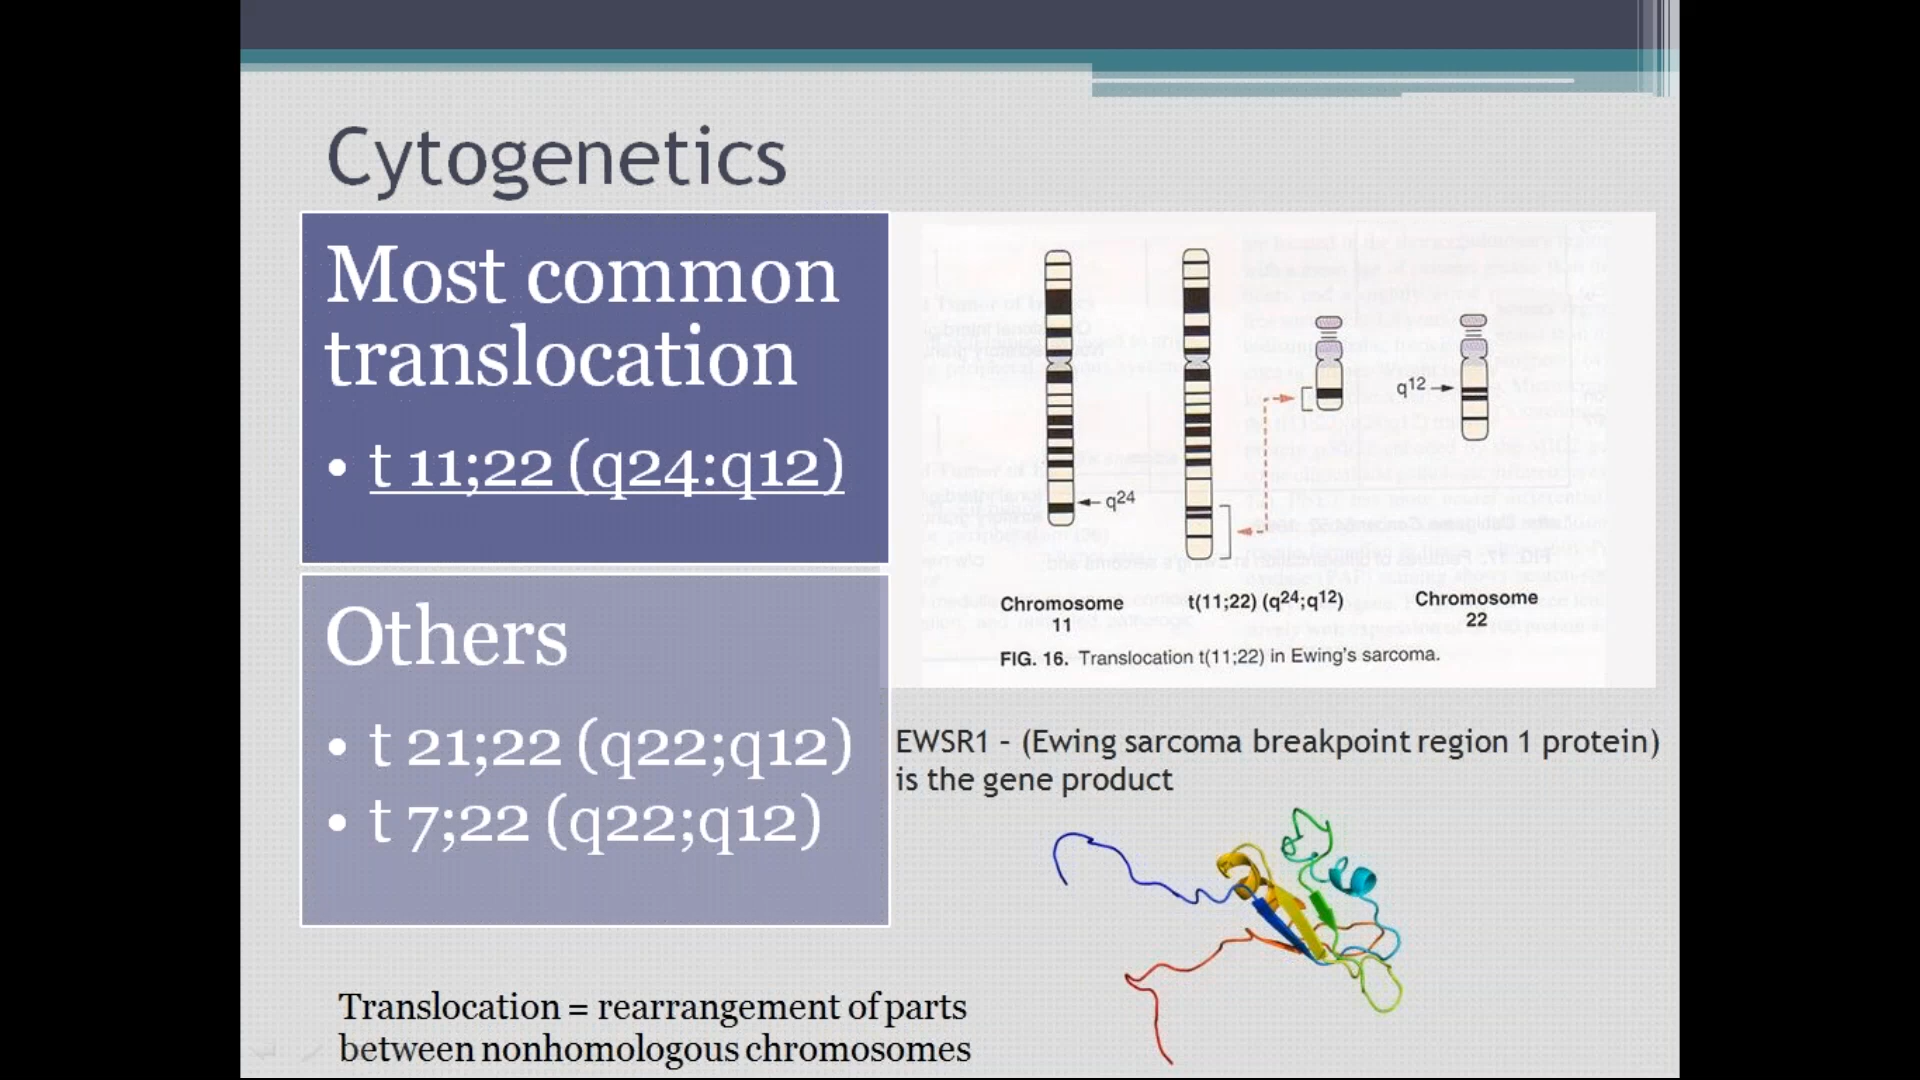 Cytogenetics
Most common
translocation
• t 11;22 (q24:q12)
Others
• t 21;22 (q22;q12)
• t 7;22 (q22;q12)
q24
q12
Chromosome
11
t(11;22) (q24;q12)
Chromosome
22
FIG. 16. Translocation t(11;22) in Ewing's sarcoma.
EWSR1 – (Ewing sarcoma breakpoint region 1 protein)
is the gene product
Translocation = rearrangement of parts
between nonhomologous chromosomes